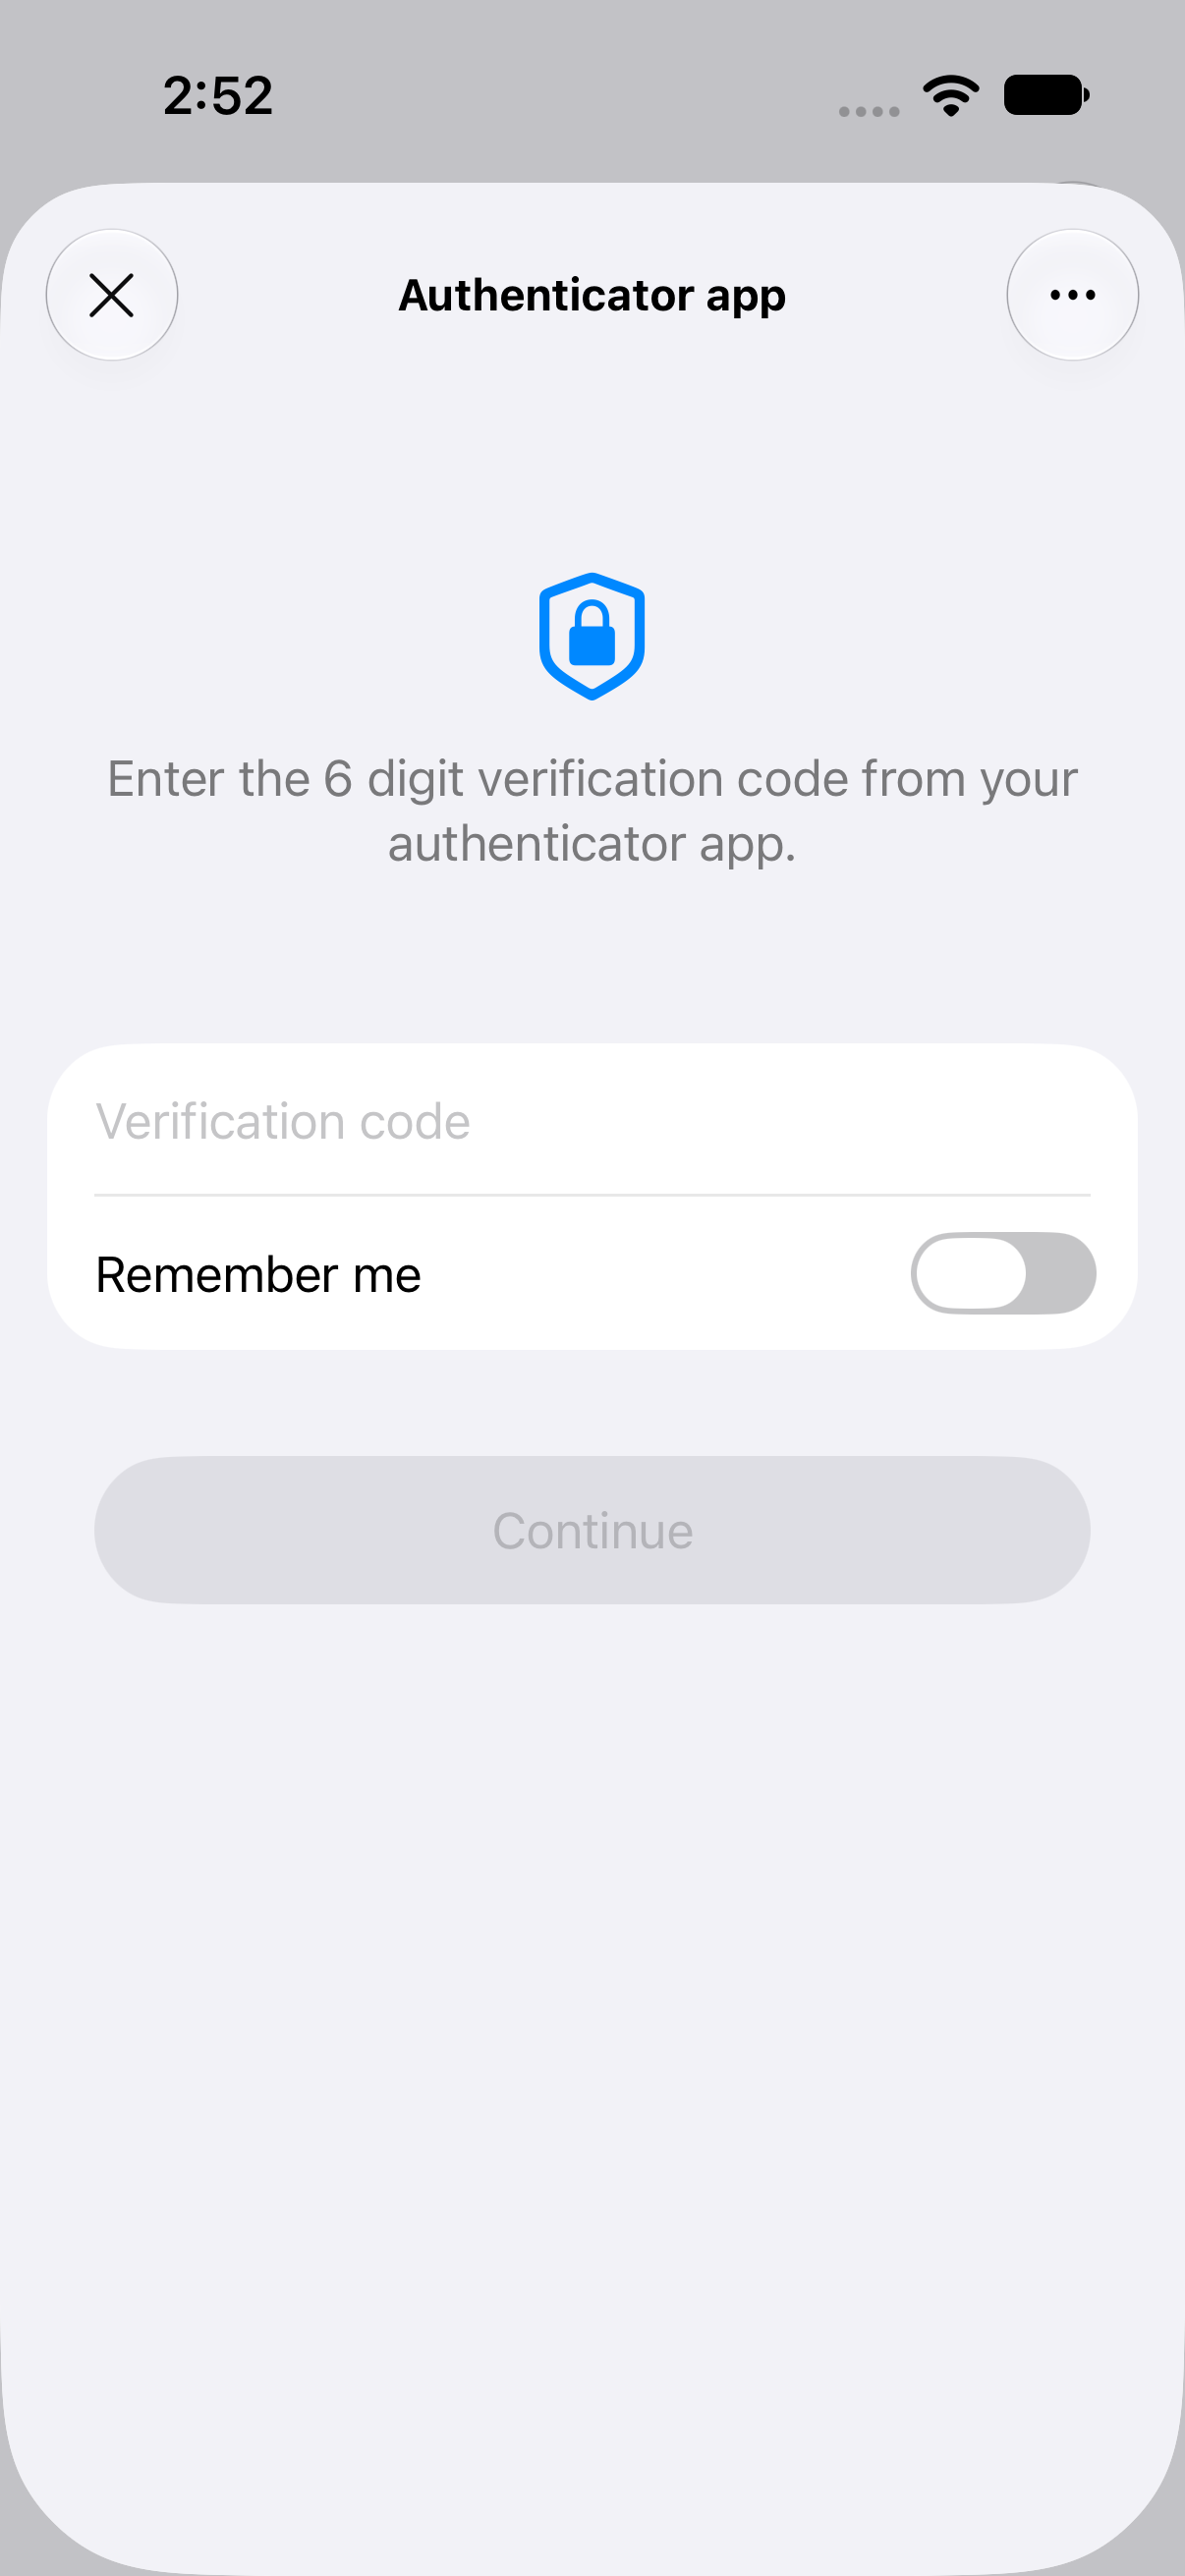 2:52
Authenticator app
Enter the 6 digit verification code from your
authenticator app.
Verification code
Remember me
Continue